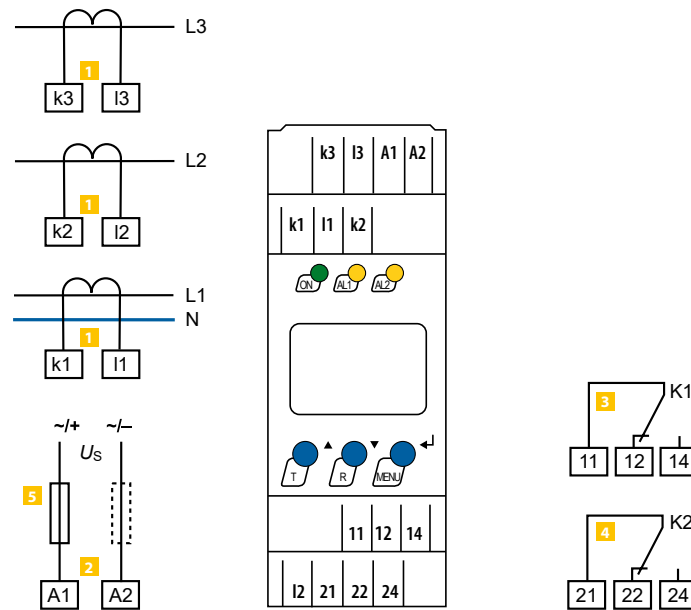 L3
1
k3 l3
L2
1
k2 l2
L1
N
1
k1 l1
~/+ ~/–
US
5
2
A1 A2
k3 l3 A1 A2
k1 l1 k2
ON AL1 AL2
T R MENU
11 12 14
l2 21 22 24
K1
3
11 12 14
K2
4
21 22 24